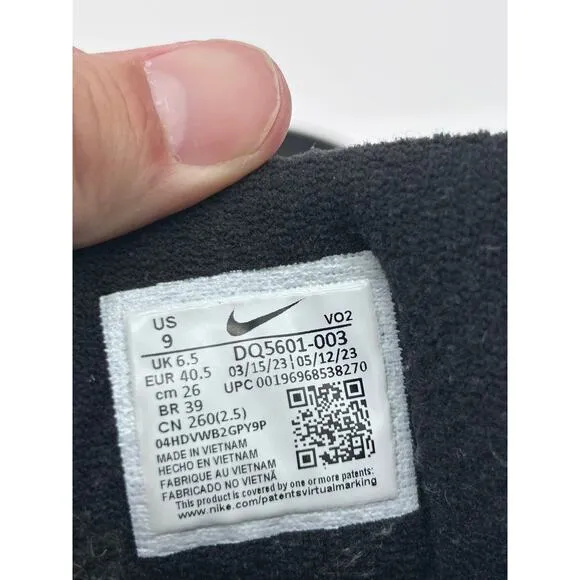 US
9
VO2
UK 6.5
EUR 40.5
cm 26
BR 39
CN 260(2.5)
DQ5601-003
03/15/23 | 05/12/23
UPC 00196968538270
04HDVWB2GPY9P
MADE IN VIETNAM
HECHO EN VIETNAM
FABRIQUE AU VIETNAM
FABRICADO NO VIETNÃ
This product is covered by one or more patents:
www.nike.com/patentsvirtualmarking